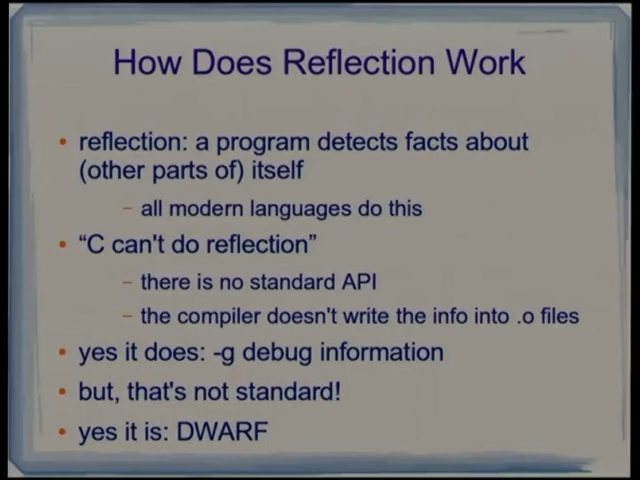 How Does Reflection Work
• reflection: a program detects facts about
(other parts of) itself
– all modern languages do this
• “C can't do reflection”
– there is no standard API
– the compiler doesn't write the info into .o files
• yes it does: -g debug information
• but, that's not standard!
• yes it is: DWARF